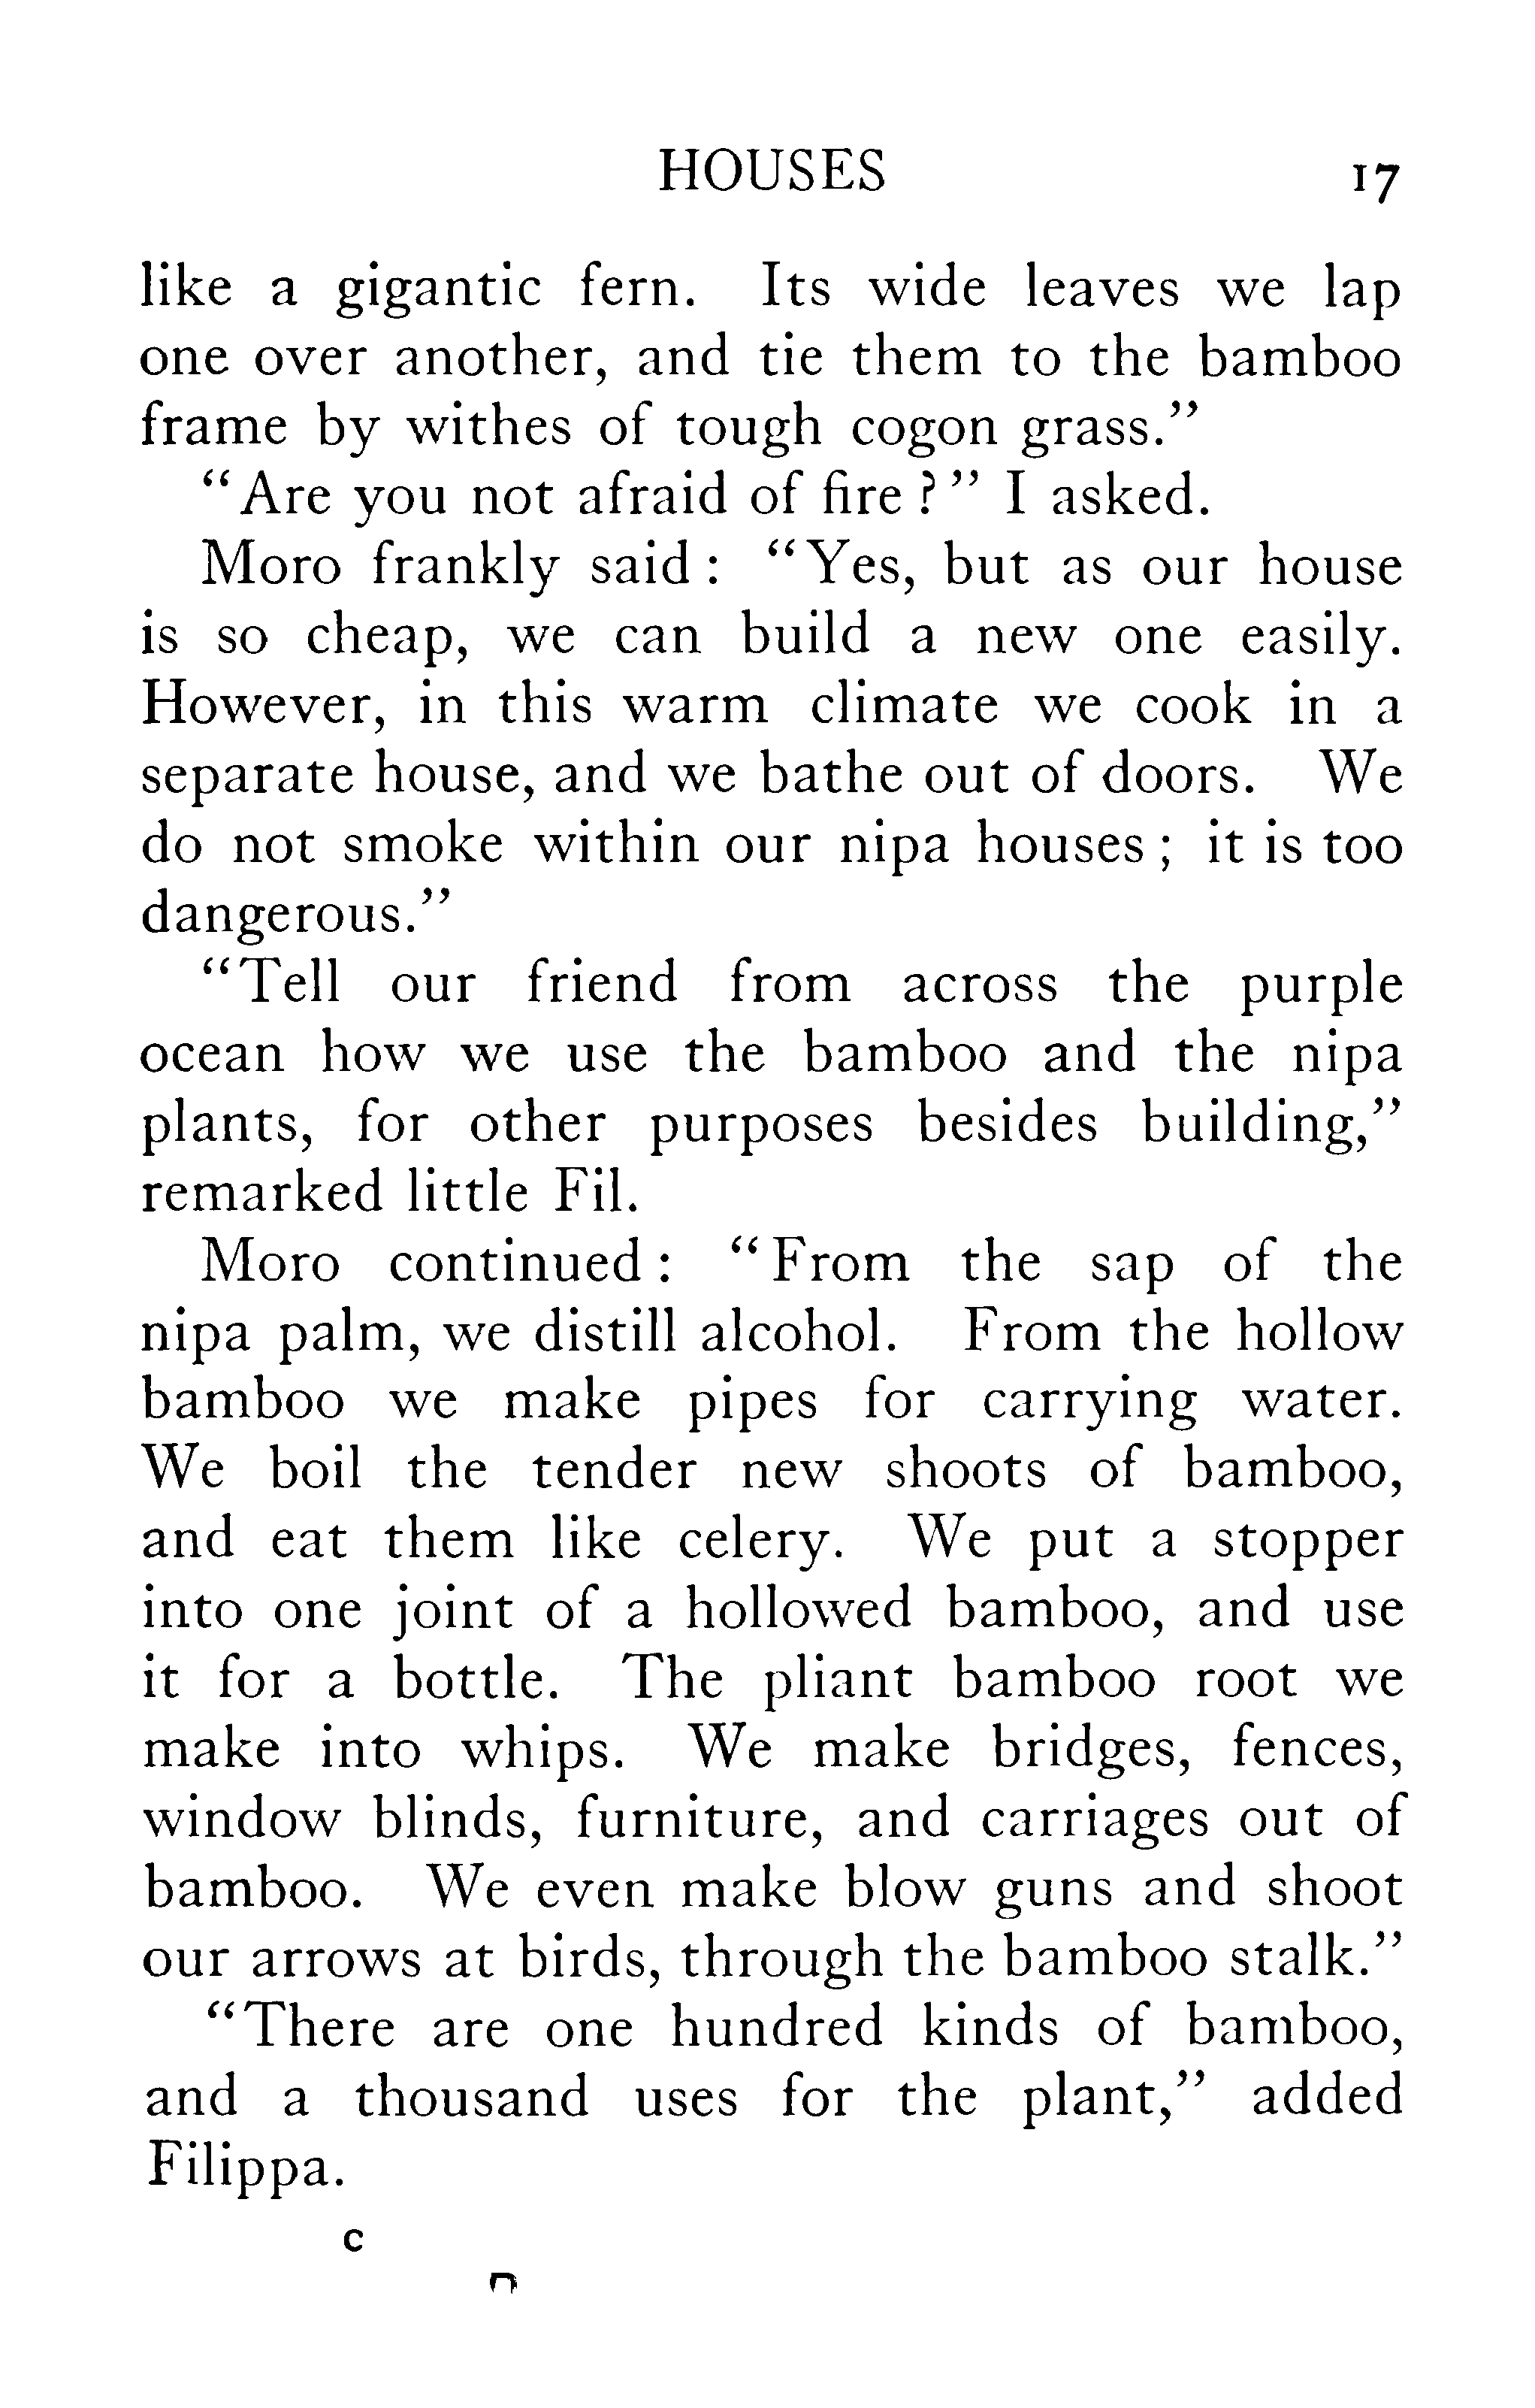 HOUSES 17
like a gigantic fern. Its wide leaves we lap
one over another, and tie them to the bamboo
frame by withes of tough cogon grass.”
“Are you not afraid of fire ?” I asked.
Moro frankly said : “Yes, but as our house
is so cheap, we can build a new one easily.
However, in this warm climate we cook in a
separate house, and we bathe out of doors. We
do not smoke within our nipa houses ; it is too
dangerous.”
“Tell our friend from across the purple
ocean how we use the bamboo and the nipa
plants, for other purposes besides building,”
remarked little Fil.
Moro continued : “From the sap of the
nipa palm, we distill alcohol. From the hollow
bamboo we make pipes for carrying water.
We boil the tender new shoots of bamboo,
and eat them like celery. We put a stopper
into one joint of a hollowed bamboo, and use
it for a bottle. The pliant bamboo root we
make into whips. We make bridges, fences,
window blinds, furniture, and carriages out of
bamboo. We even make blow guns and shoot
our arrows at birds, through the bamboo stalk.”
“There are one hundred kinds of bamboo,
and a thousand uses for the plant,” added
Filippa.
C